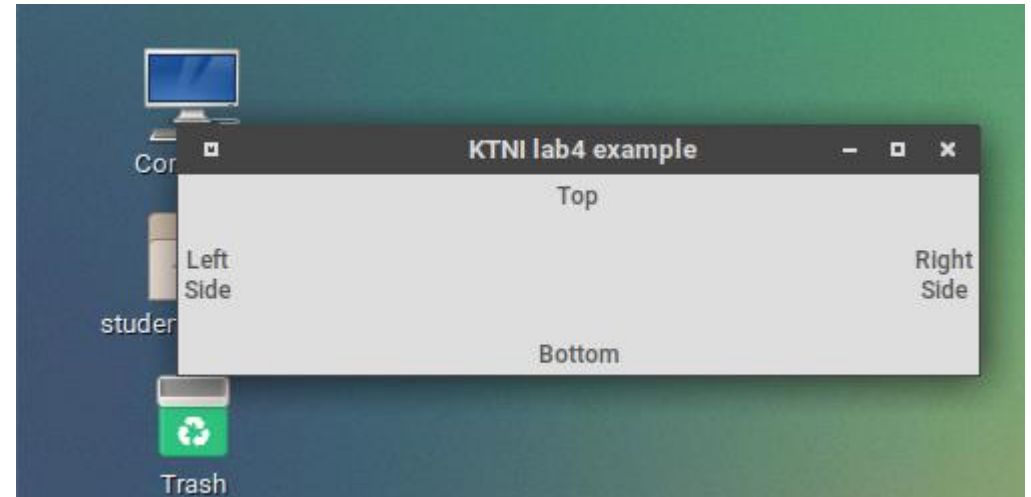 KTNI lab4 example
Top
Left
Side
Right
Side
Bottom
Trash